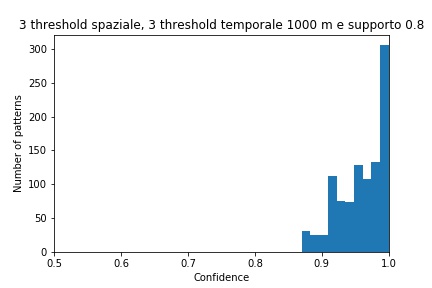 3 threshold spaziale, 3 threshold temporale 1000 m e supporto 0.8
300
250
200
150
100
50
0
Number of patterns
0.5 0.6 0.7 0.8 0.9 1.0
Confidence